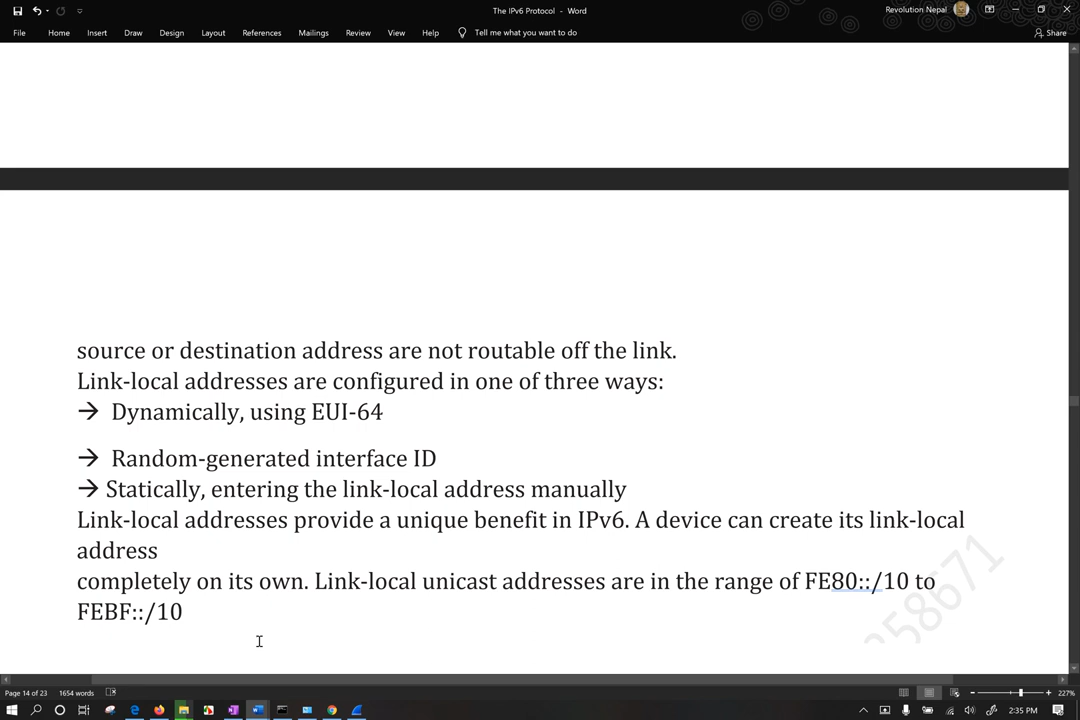 The IPv6 Protocol - Word
Revolution Nepal
File Home Insert Draw Design Layout References Mailings Review View Help Tell me what you want to do
Share
source or destination address are not routable off the link.
Link-local addresses are configured in one of three ways:
→ Dynamically, using EUI-64
→ Random-generated interface ID
→ Statically, entering the link-local address manually
Link-local addresses provide a unique benefit in IPv6. A device can create its link-local
address
completely on its own. Link-local unicast addresses are in the range of FE80::/10 to
FEBF::/10
358671
Page 14 of 23 1654 words
227%
2:35 PM